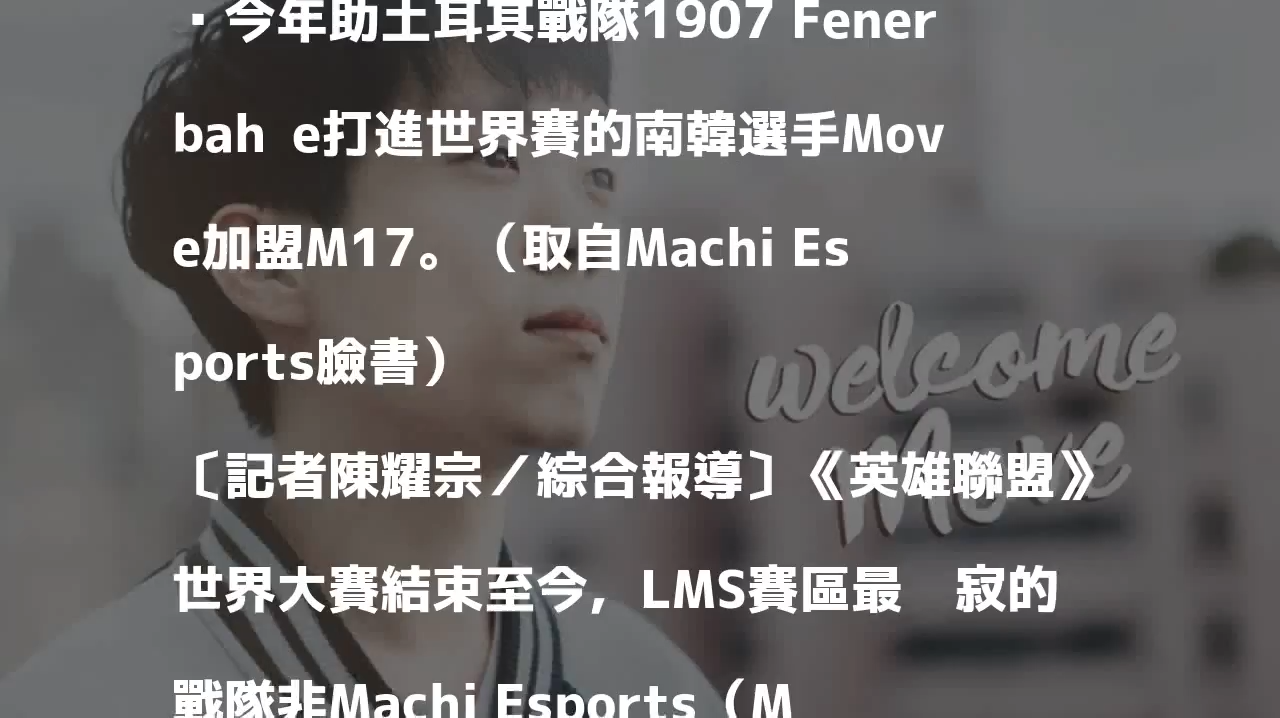 ▪今年助土耳其戰隊1907 Fener
bah e打進世界賽的南韓選手Mov
e加盟M17。（取自Machi Es
ports臉書）
〔記者陳耀宗／綜合報導〕《英雄聯盟》
世界大賽結束至今，LMS賽區最 寂的
戰隊非Machi Esports（M
welcome
Move